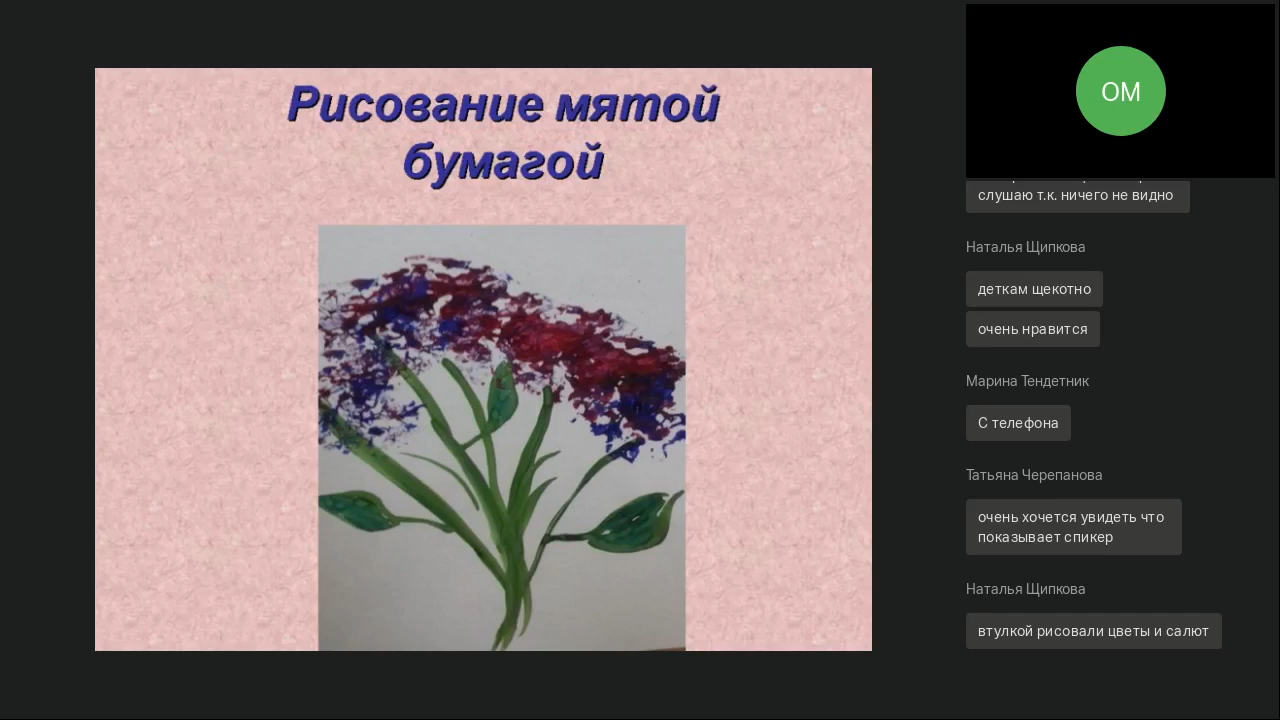 Рисование мятой
бумагой
ОМ
слушаю т.к. ничего не видно
Наталья Щипкова
деткам щекотно
очень нравится
Марина Тендетник
С телефона
Татьяна Черепанова
очень хочется увидеть что
показывает спикер
Наталья Щипкова
втулкой рисовали цветы и салют